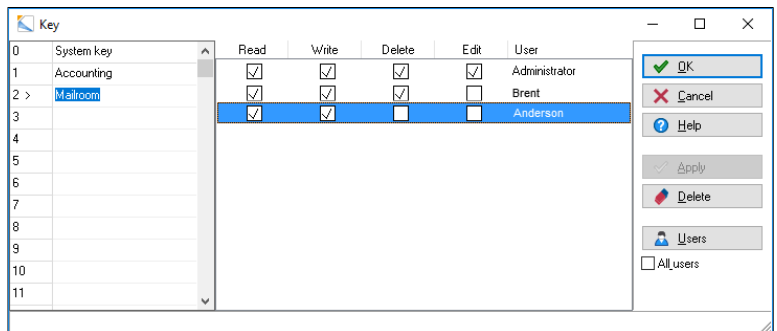 Key
0 System key Read Write Delete Edit User
1 Accounting Administrator
2 > Mailroom Brent
3 Anderson
4
5
6
7
8
9
10
11
OK
Cancel
Help
Apply
Delete
Users
All users